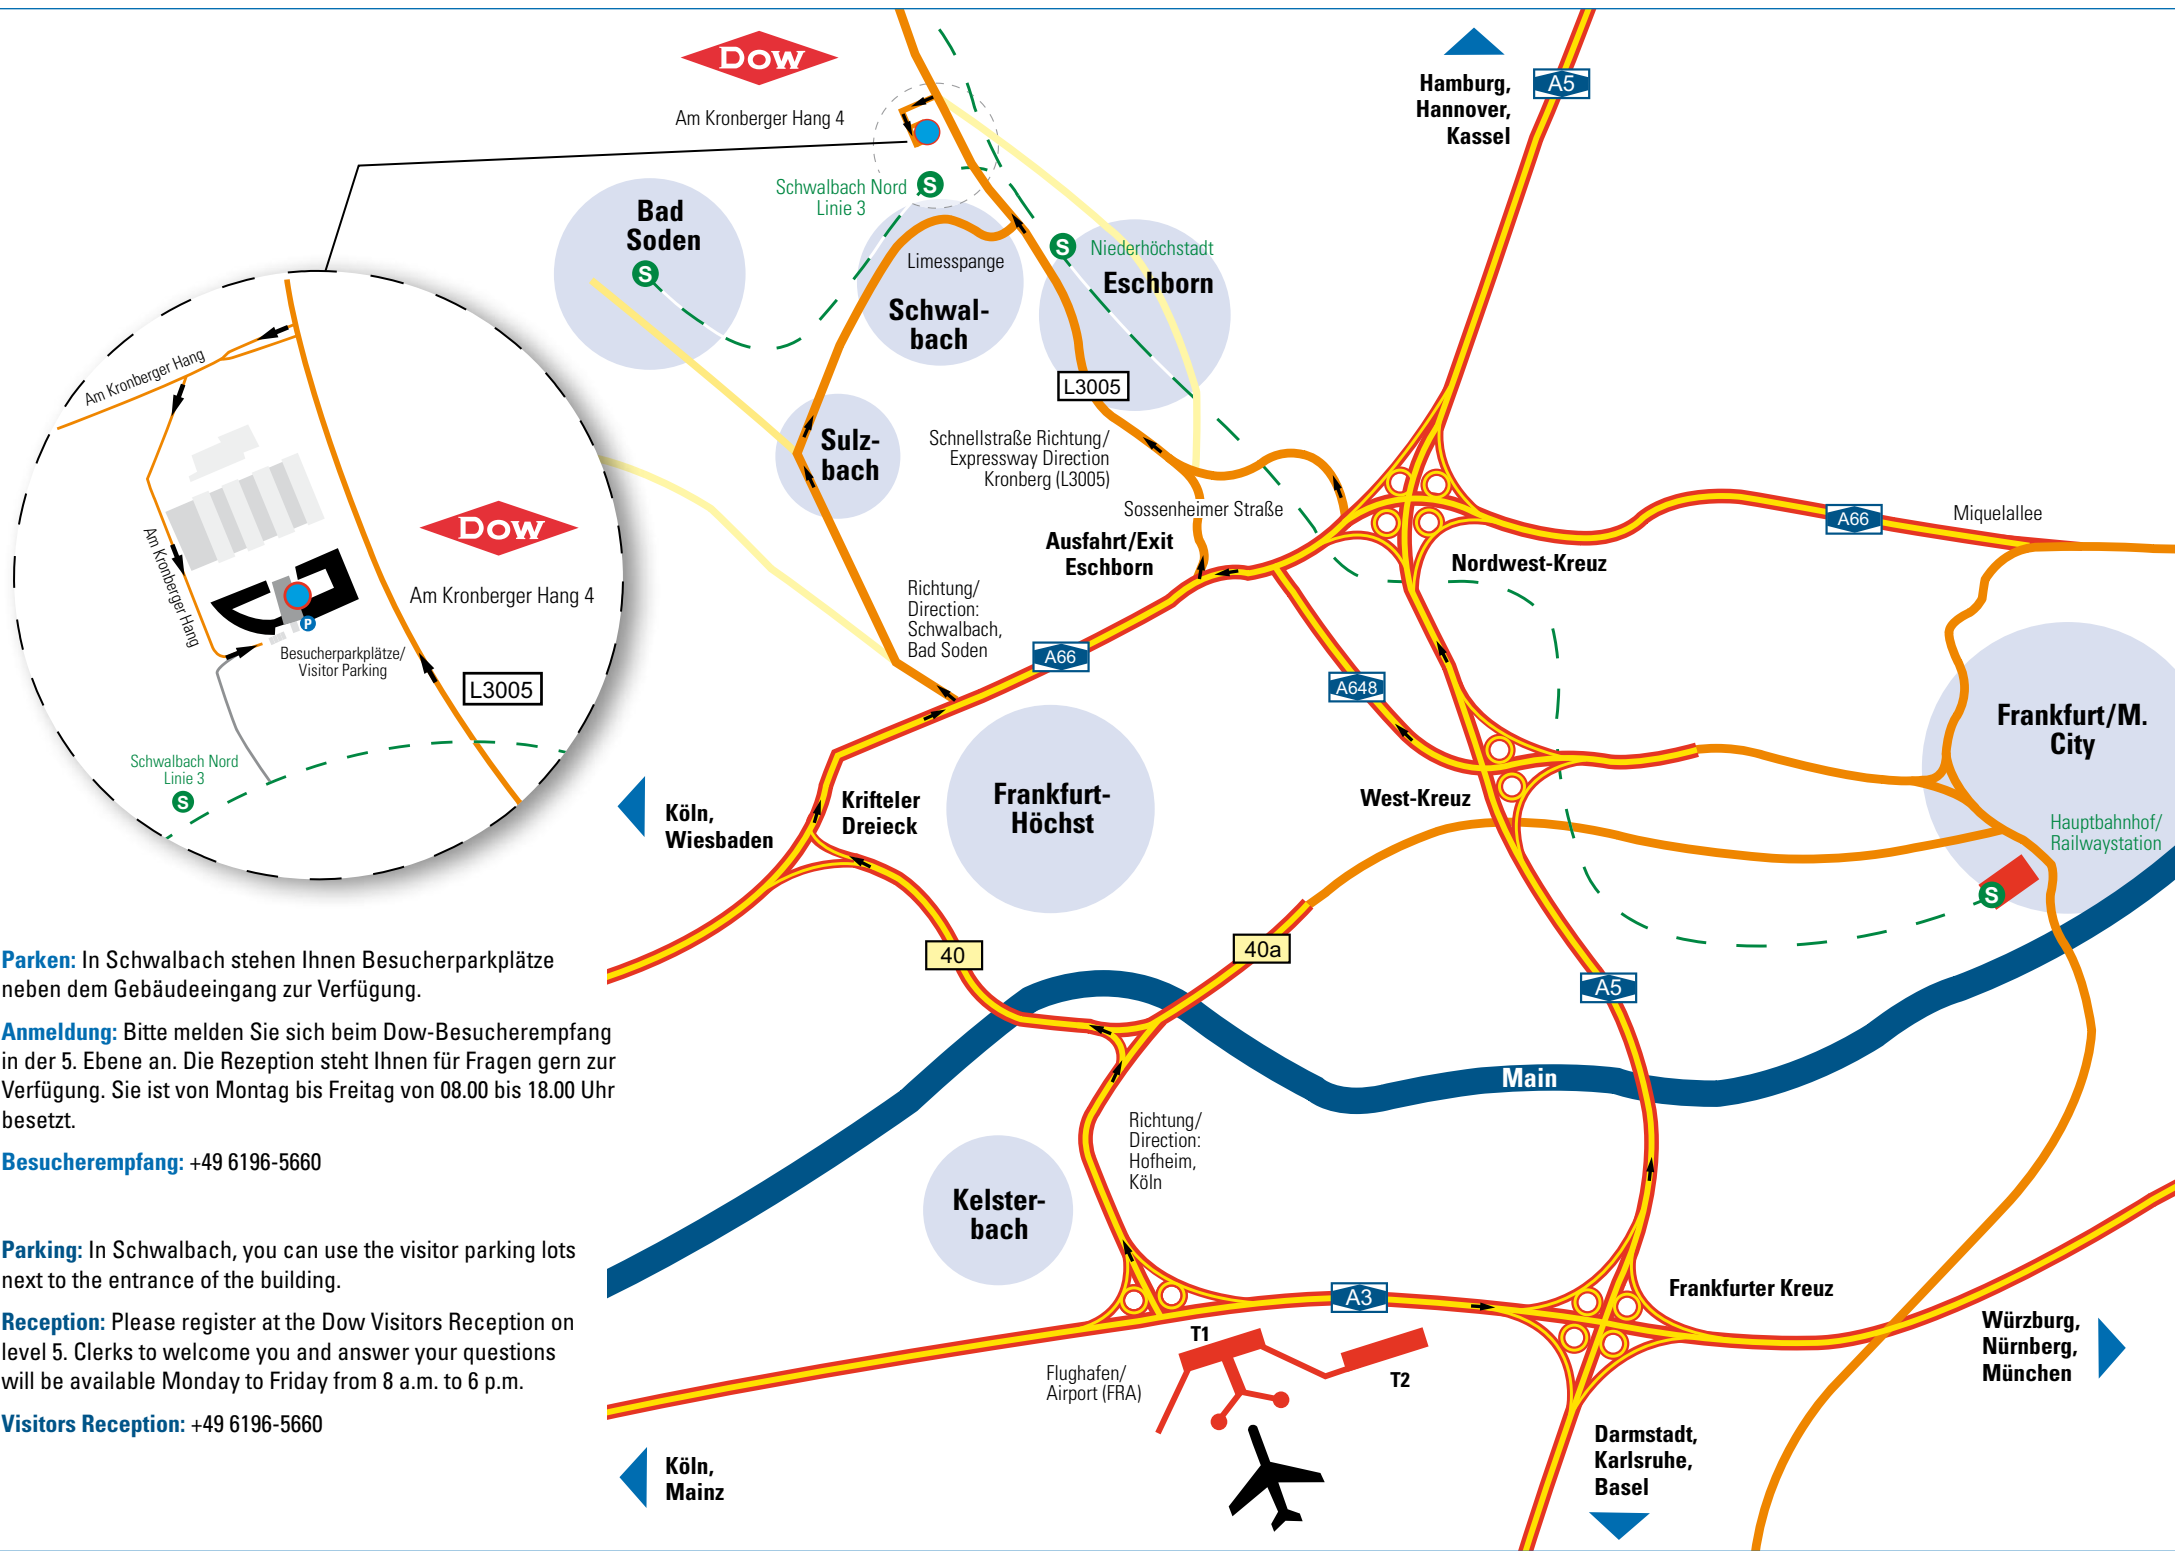 DOW
Am Kronberger Hang 4
Hamburg,
Hannover,
Kassel
A5
Schwalbach Nord
Linie 3
S
Bad
Soden
S
Limesspange
Schwal-
bach
S
Niederhöchstadt
Eschborn
L3005
Sulz-
bach
Schnellstraße Richtung/
Expressway Direction
Kronberg (L3005)
Sossenheimer Straße
Ausfahrt/Exit
Eschborn
Nordwest-Kreuz
A66
Miquelallee
Richtung/
Direction:
Schwalbach,
Bad Soden
A66
A648
Frankfurt/M.
City
Hauptbahnhof/
Railwaystation
S
West-Kreuz
Frankfurt-
Höchst
Krifteler
Dreieck
Köln,
Wiesbaden
40
40a
A5
Main
Richtung/
Direction:
Hofheim,
Köln
Kelster-
bach
A3
Frankfurter Kreuz
T1
T2
Flughafen/
Airport (FRA)
Würzburg,
Nürnberg,
München
Darmstadt,
Karlsruhe,
Basel
Köln,
Mainz
Am Kronberger Hang
Am Kronberger Hang
DOW
Am Kronberger Hang 4
P
Besucherparkplätze/
Visitor Parking
L3005
Schwalbach Nord
Linie 3
S
Parken: In Schwalbach stehen Ihnen Besucherparkplätze
neben dem Gebäudeeingang zur Verfügung.
Anmeldung: Bitte melden Sie sich beim Dow-Besucherempfang
in der 5. Ebene an. Die Rezeption steht Ihnen für Fragen gern zur
Verfügung. Sie ist von Montag bis Freitag von 08.00 bis 18.00 Uhr
besetzt.
Besucherempfang: +49 6196-5660
Parking: In Schwalbach, you can use the visitor parking lots
next to the entrance of the building.
Reception: Please register at the Dow Visitors Reception on
level 5. Clerks to welcome you and answer your questions
will be available Monday to Friday from 8 a.m. to 6 p.m.
Visitors Reception: +49 6196-5660